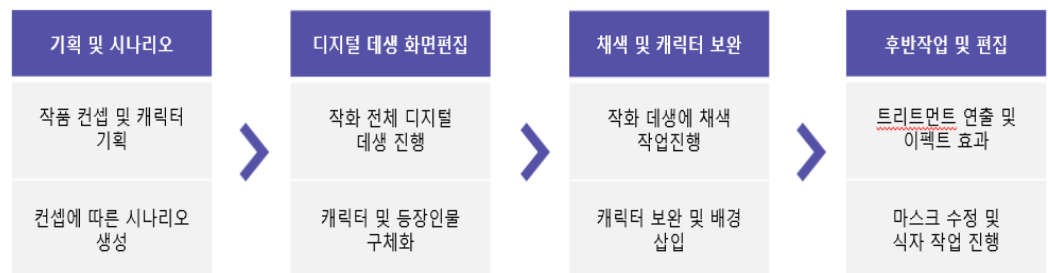 기획 및 시나리오
작품 컨셉 및 캐릭터
기획
컨셉에 따른 시나리오
생성
디지털 데생 화면편집
작화 전체 디지털
데생 진행
캐릭터 및 등장인물
구체화
채색 및 캐릭터 보완
작화 데생에 채색
작업진행
캐릭터 보완 및 배경
삽입
후반작업 및 편집
트리트먼트 연출 및
이펙트 효과
마스크 수정 및
식자 작업 진행